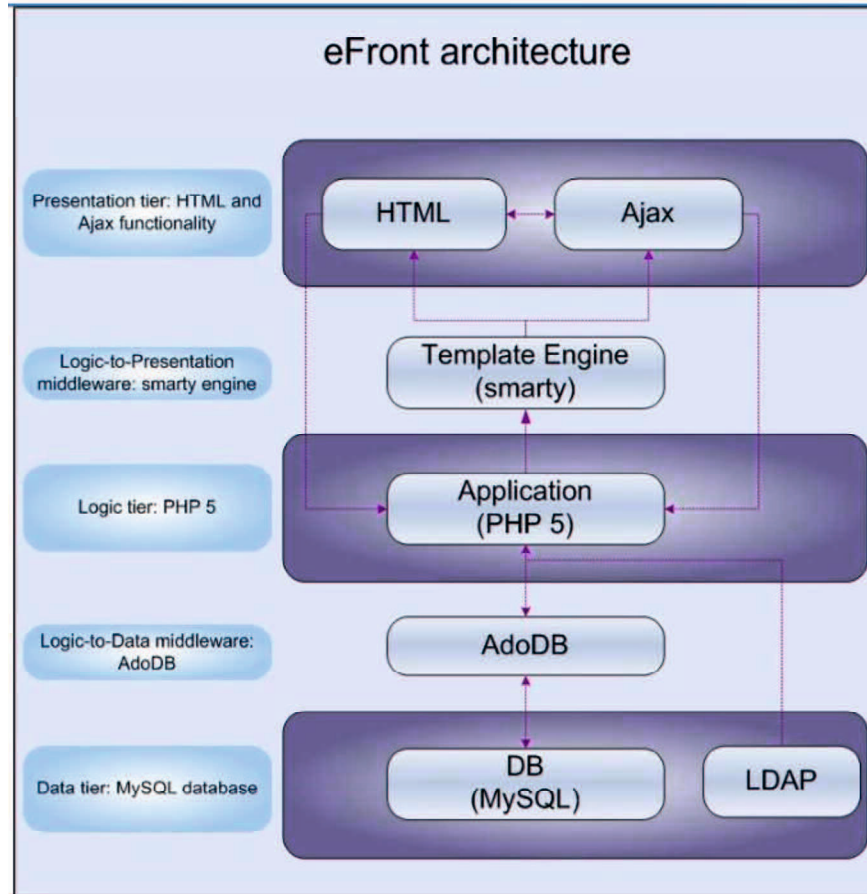 eFront architecture
Presentation tier: HTML and
Ajax functionality
HTML
Ajax
Logic-to-Presentation
middleware: smarty engine
Template Engine
(smarty)
Logic tier: PHP 5
Application
(PHP 5)
Logic-to-Data middleware:
AdoDB
AdoDB
Data tier: MySQL database
DB
(MySQL)
LDAP